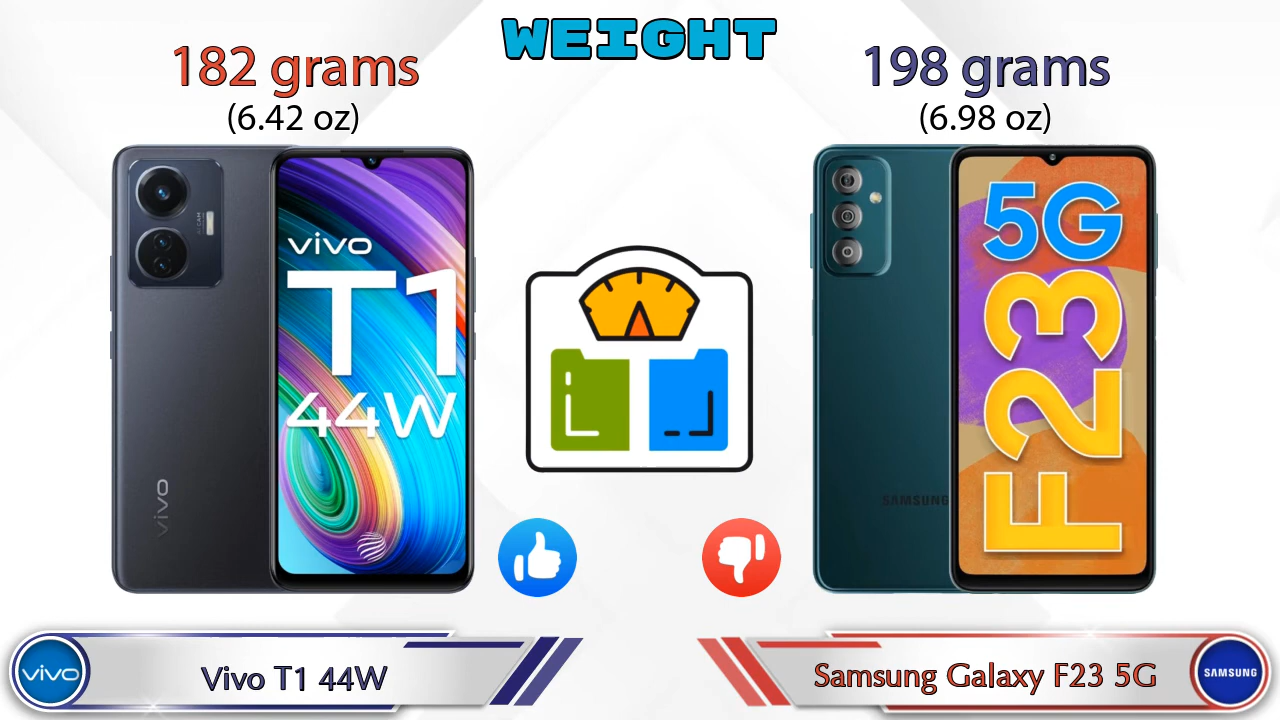 WEIGHT
182 grams
(6.42 oz)
198 grams
(6.98 oz)
vivo
T1
44W
vivo
5G
F23
SAMSUNG
vivo
Vivo T1 44W
Samsung Galaxy F23 5G
SAMSUNG